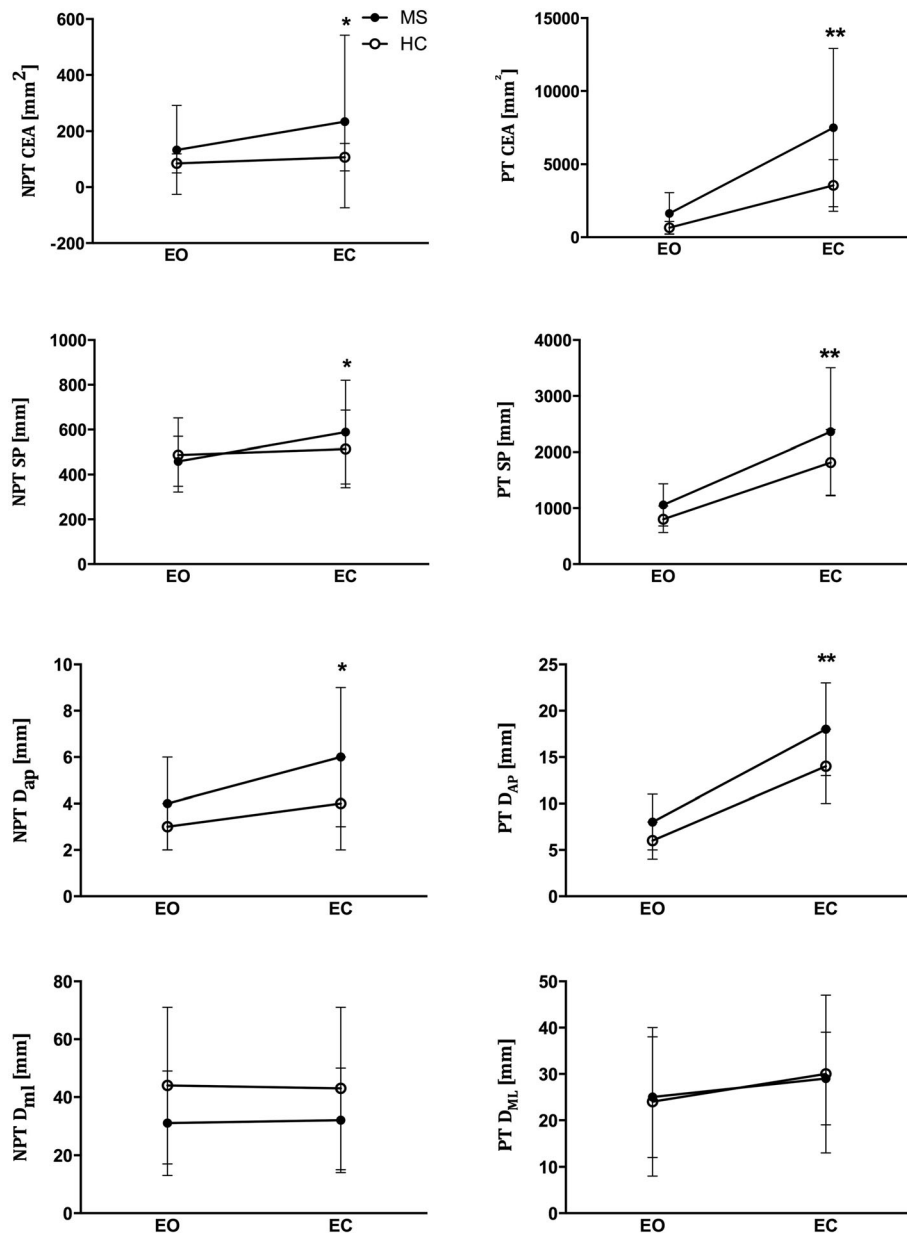 NPT CEA [mm²]
600
400
200
0
-200
EO
EC
*
MS
HC
PT CEA [mm²]
15000
10000
5000
0
EO
EC
**
NPT SP [mm]
1000
800
600
400
200
0
EO
EC
*
PT SP [mm]
4000
3000
2000
1000
0
EO
EC
**
NPT Dap [mm]
10
8
6
4
2
0
EO
EC
*
PT DAP [mm]
25
20
15
10
5
0
EO
EC
**
NPT Dml [mm]
80
60
40
20
0
EO
EC
PT DML [mm]
50
40
30
20
10
0
EO
EC